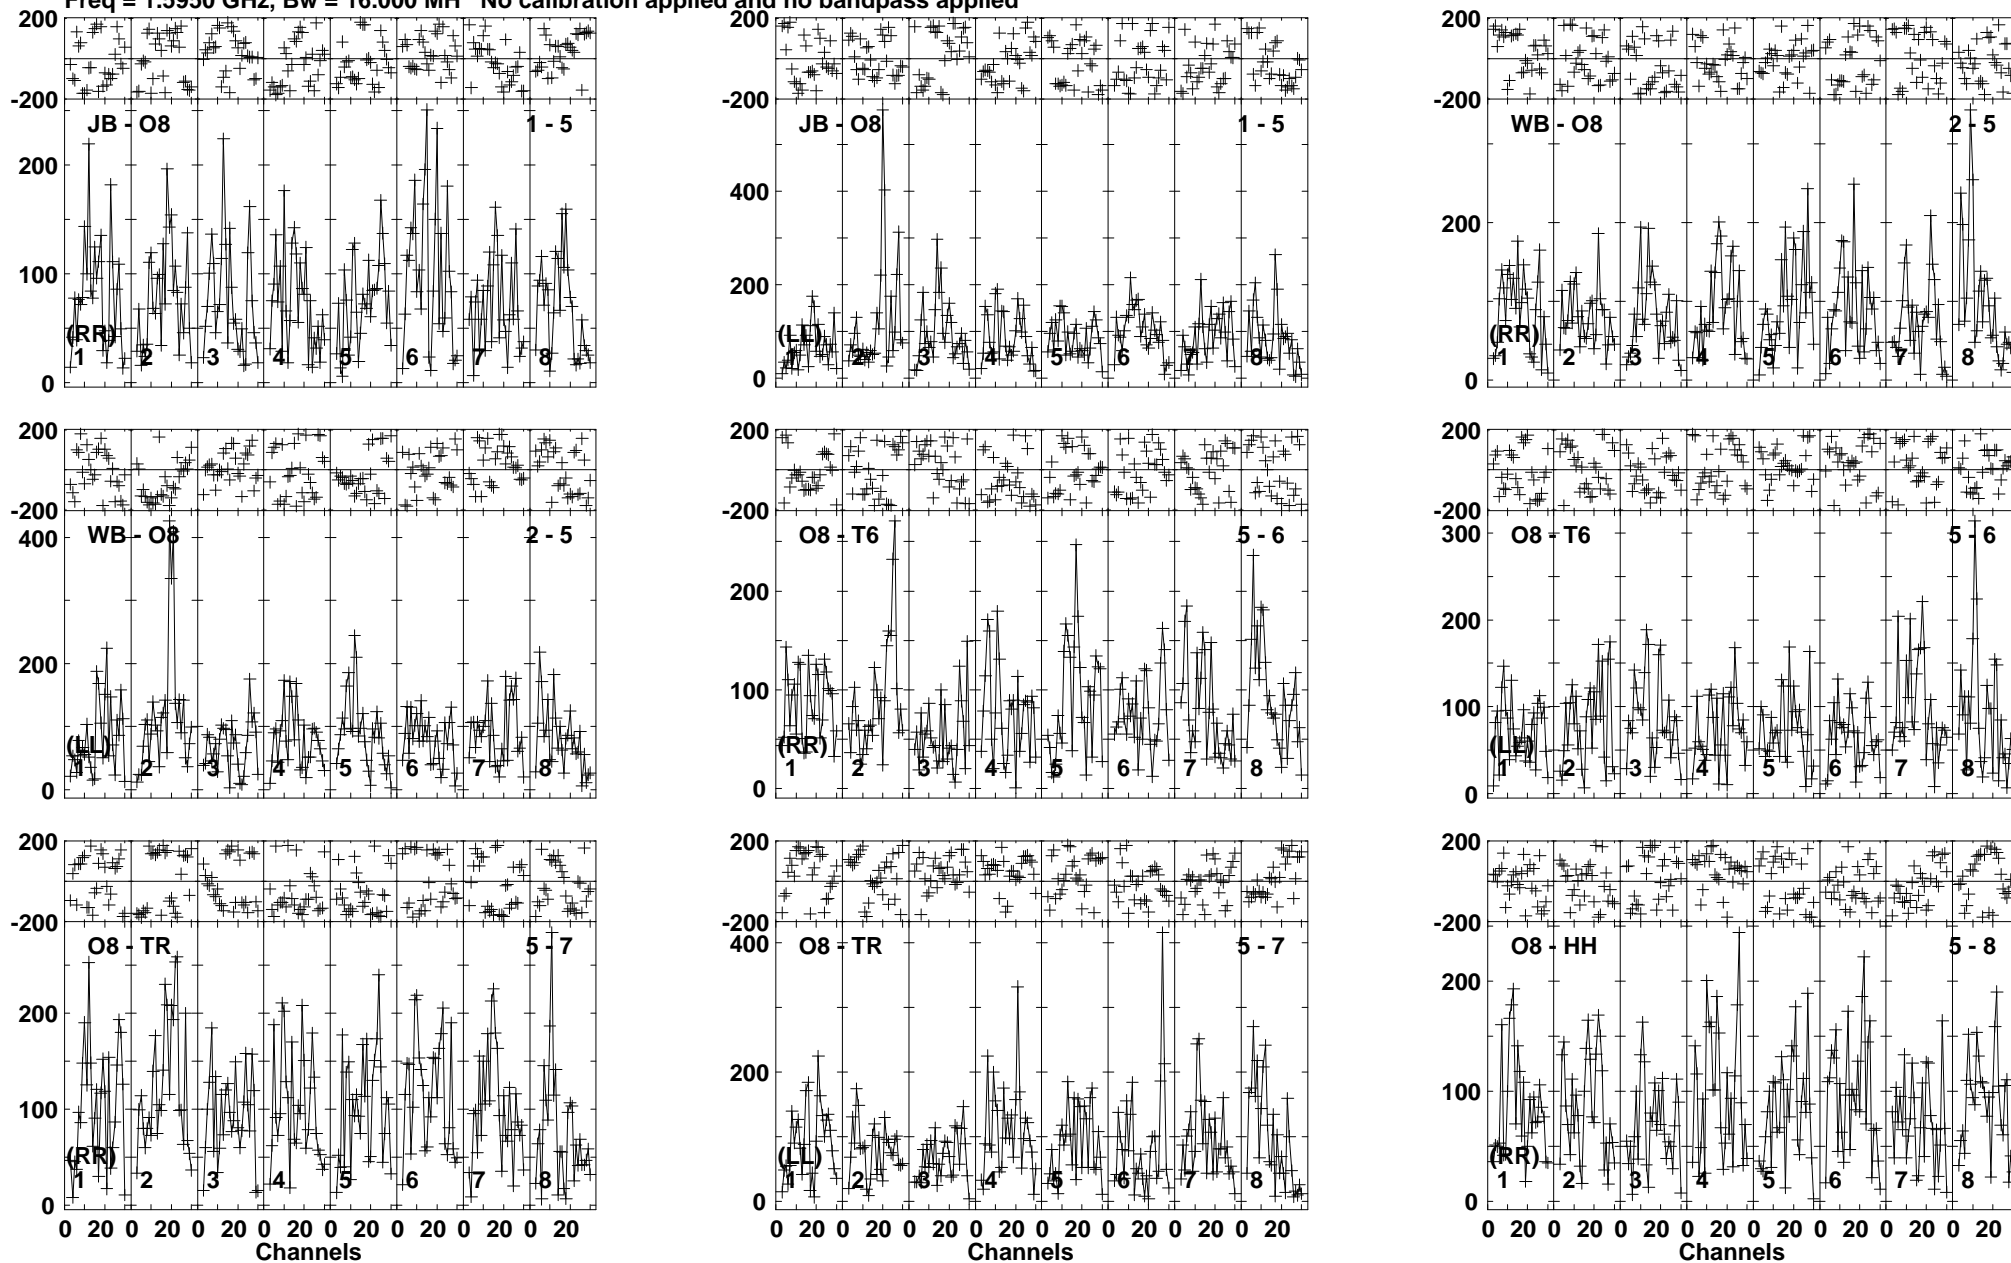 Freq = 1.5950 GHz, Bw = 16.000 MH No calibration applied and no bandpass applied
200 200 200
-200 -200 -200
JB - O8 1 - 5 JB - O8 1 - 5 WB - O8 2 - 5
200 400 200
100 200
(RR) (LL) (RR)
1 2 3 4 5 6 7 8 1 2 3 4 5 6 7 8 1 2 3 4 5 6 7 8
0 0 0
200 200 200
-200 -200 -200
WB - O8 2 - 5 O8 - T6 5 - 6 O8 - T6 5 - 6
400 200 300
200 100 200
100
(LL) (RR) (LL)
1 2 3 4 5 6 7 8 1 2 3 4 5 6 7 8 1 2 3 4 5 6 7 8
0 0 0
200 200 200
-200 -200 -200
O8 - TR 5 - 7 O8 - TR 5 - 7 O8 - HH 5 - 8
200 400 200
100 200 100
(RR) (LL) (RR)
1 2 3 4 5 6 7 8 1 2 3 4 5 6 7 8 1 2 3 4 5 6 7 8
0 0 0
0 20 0 20 0 20 0 20 0 20 0 20 0 20 0 20 0 20 0 20 0 20 0 20 0 20 0 20 0 20 0 20 0 20 0 20 0 20 0 20 0 20 0 20 0 20 0 20
Channels Channels Channels